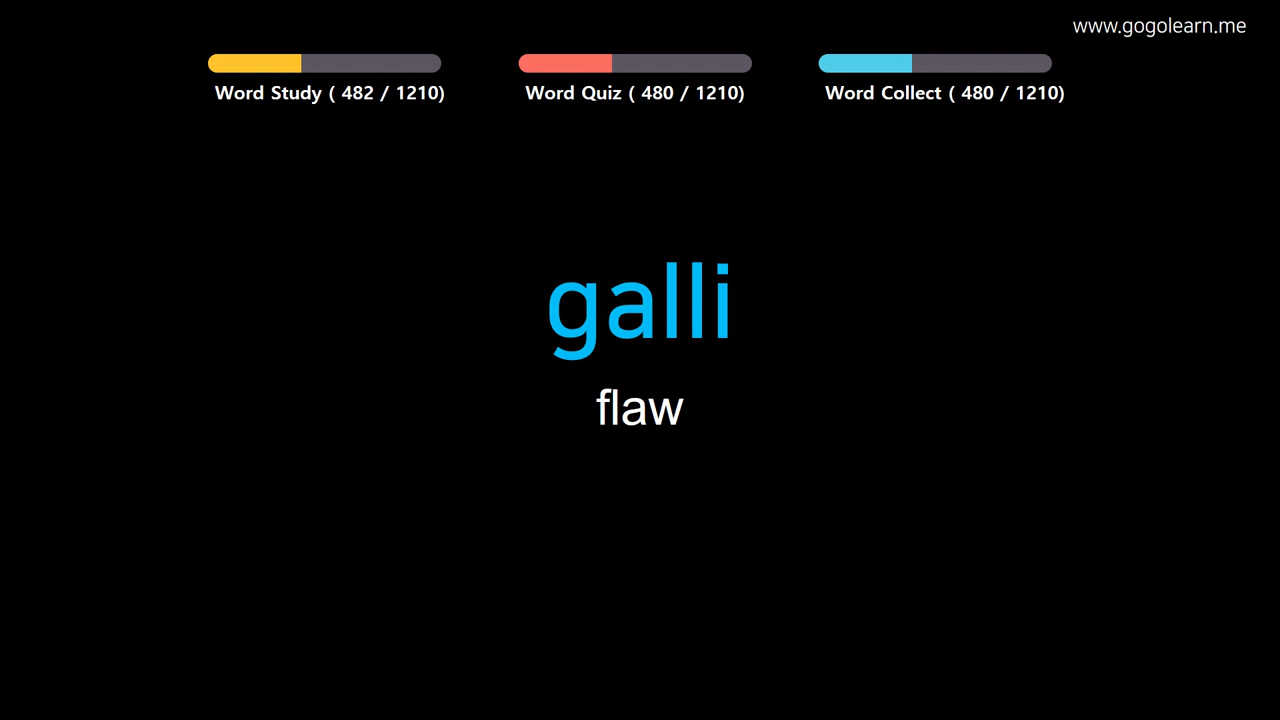 www.gogolearn.me
Word Study ( 482 / 1210)
Word Quiz ( 480 / 1210)
Word Collect ( 480 / 1210)
galli
flaw